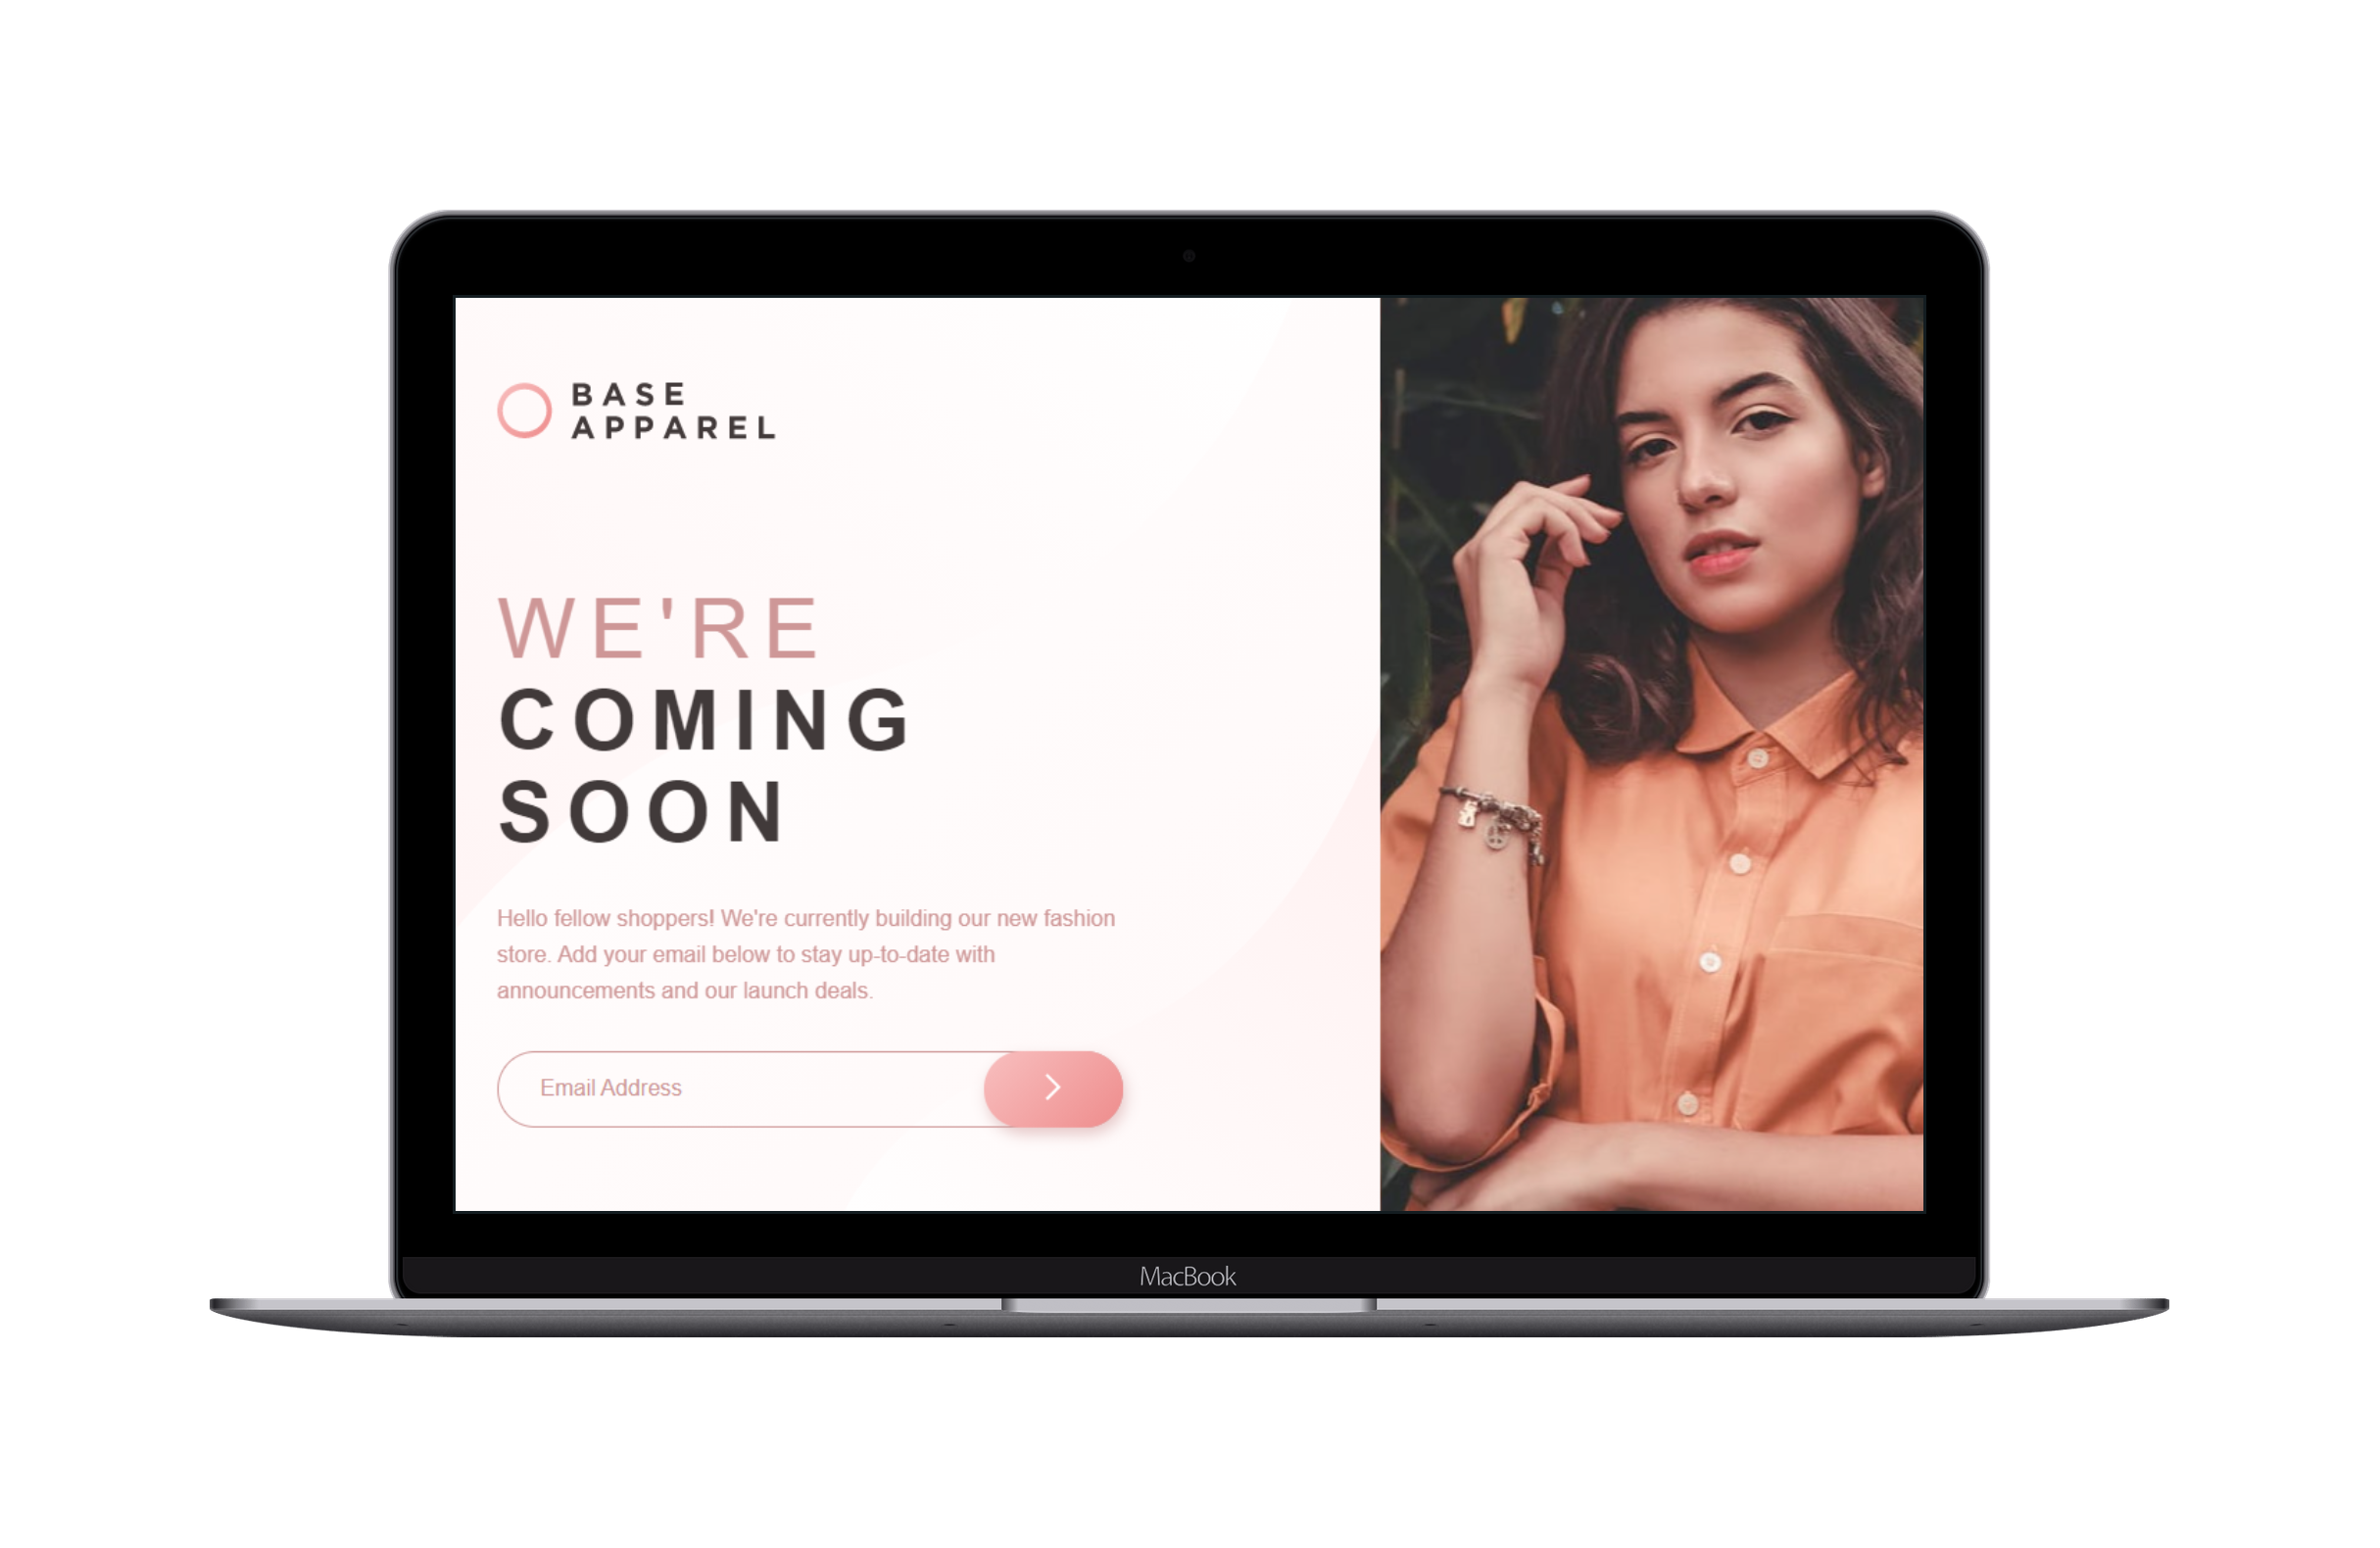 BASE
APPAREL
WE'RE
COMING
SOON
Hello fellow shoppers! We're currently building our new fashion
store. Add your email below to stay up-to-date with
announcements and our launch deals.
Email Address
MacBook